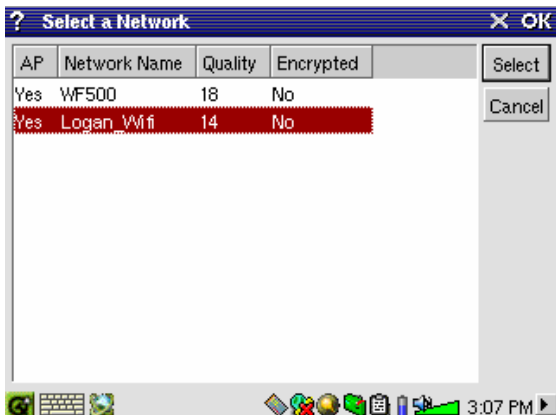 ? Select a Network X OK
AP Network Name Quality Encrypted
Select
Yes WF500 18 No
Cancel
Yes Logan_Wifi 14 No
3:07 PM